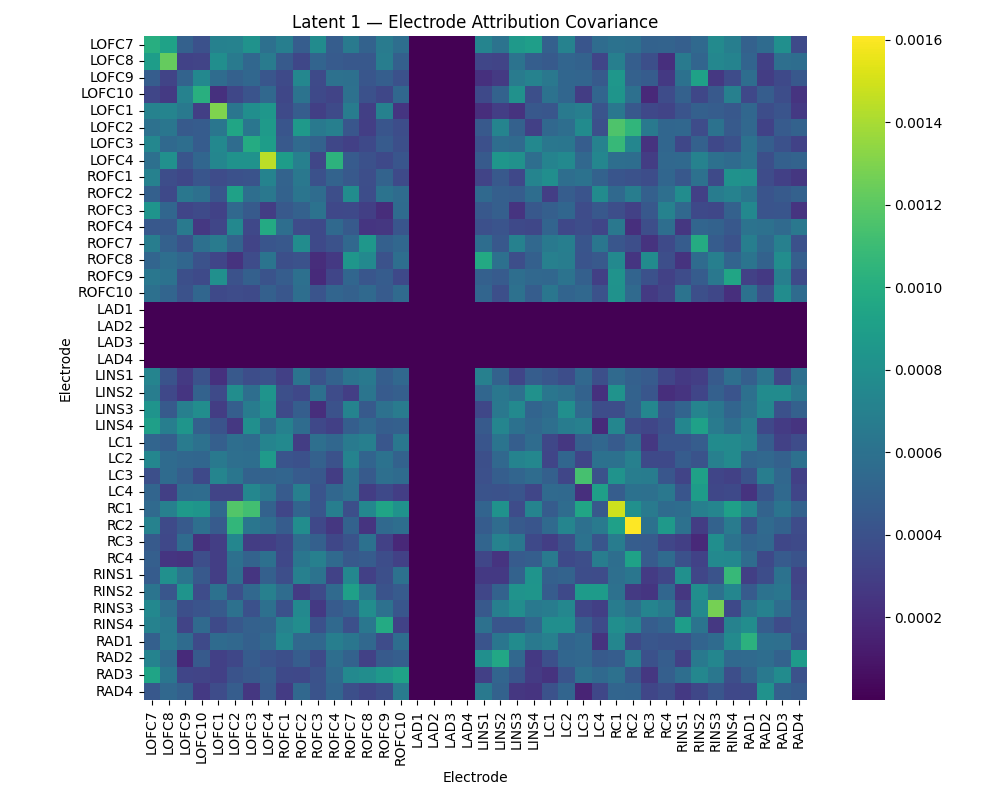 Latent 1 — Electrode Attribution Covariance
LOFC7
LOFC8
LOFC9
LOFC10
LOFC1
LOFC2
LOFC3
LOFC4
ROFC1
ROFC2
ROFC3
ROFC4
ROFC7
ROFC8
ROFC9
ROFC10
LAD1
LAD2
LAD3
LAD4
LINS1
LINS2
LINS3
LINS4
LC1
LC2
LC3
LC4
RC1
RC2
RC3
RC4
RINS1
RINS2
RINS3
RINS4
RAD1
RAD2
RAD3
RAD4
Electrode
LOFC7
LOFC8
LOFC9
LOFC10
LOFC1
LOFC2
LOFC3
LOFC4
ROFC1
ROFC2
ROFC3
ROFC4
ROFC7
ROFC8
ROFC9
ROFC10
LAD1
LAD2
LAD3
LAD4
LINS1
LINS2
LINS3
LINS4
LC1
LC2
LC3
LC4
RC1
RC2
RC3
RC4
RINS1
RINS2
RINS3
RINS4
RAD1
RAD2
RAD3
RAD4
Electrode
0.0016
0.0014
0.0012
0.0010
0.0008
0.0006
0.0004
0.0002